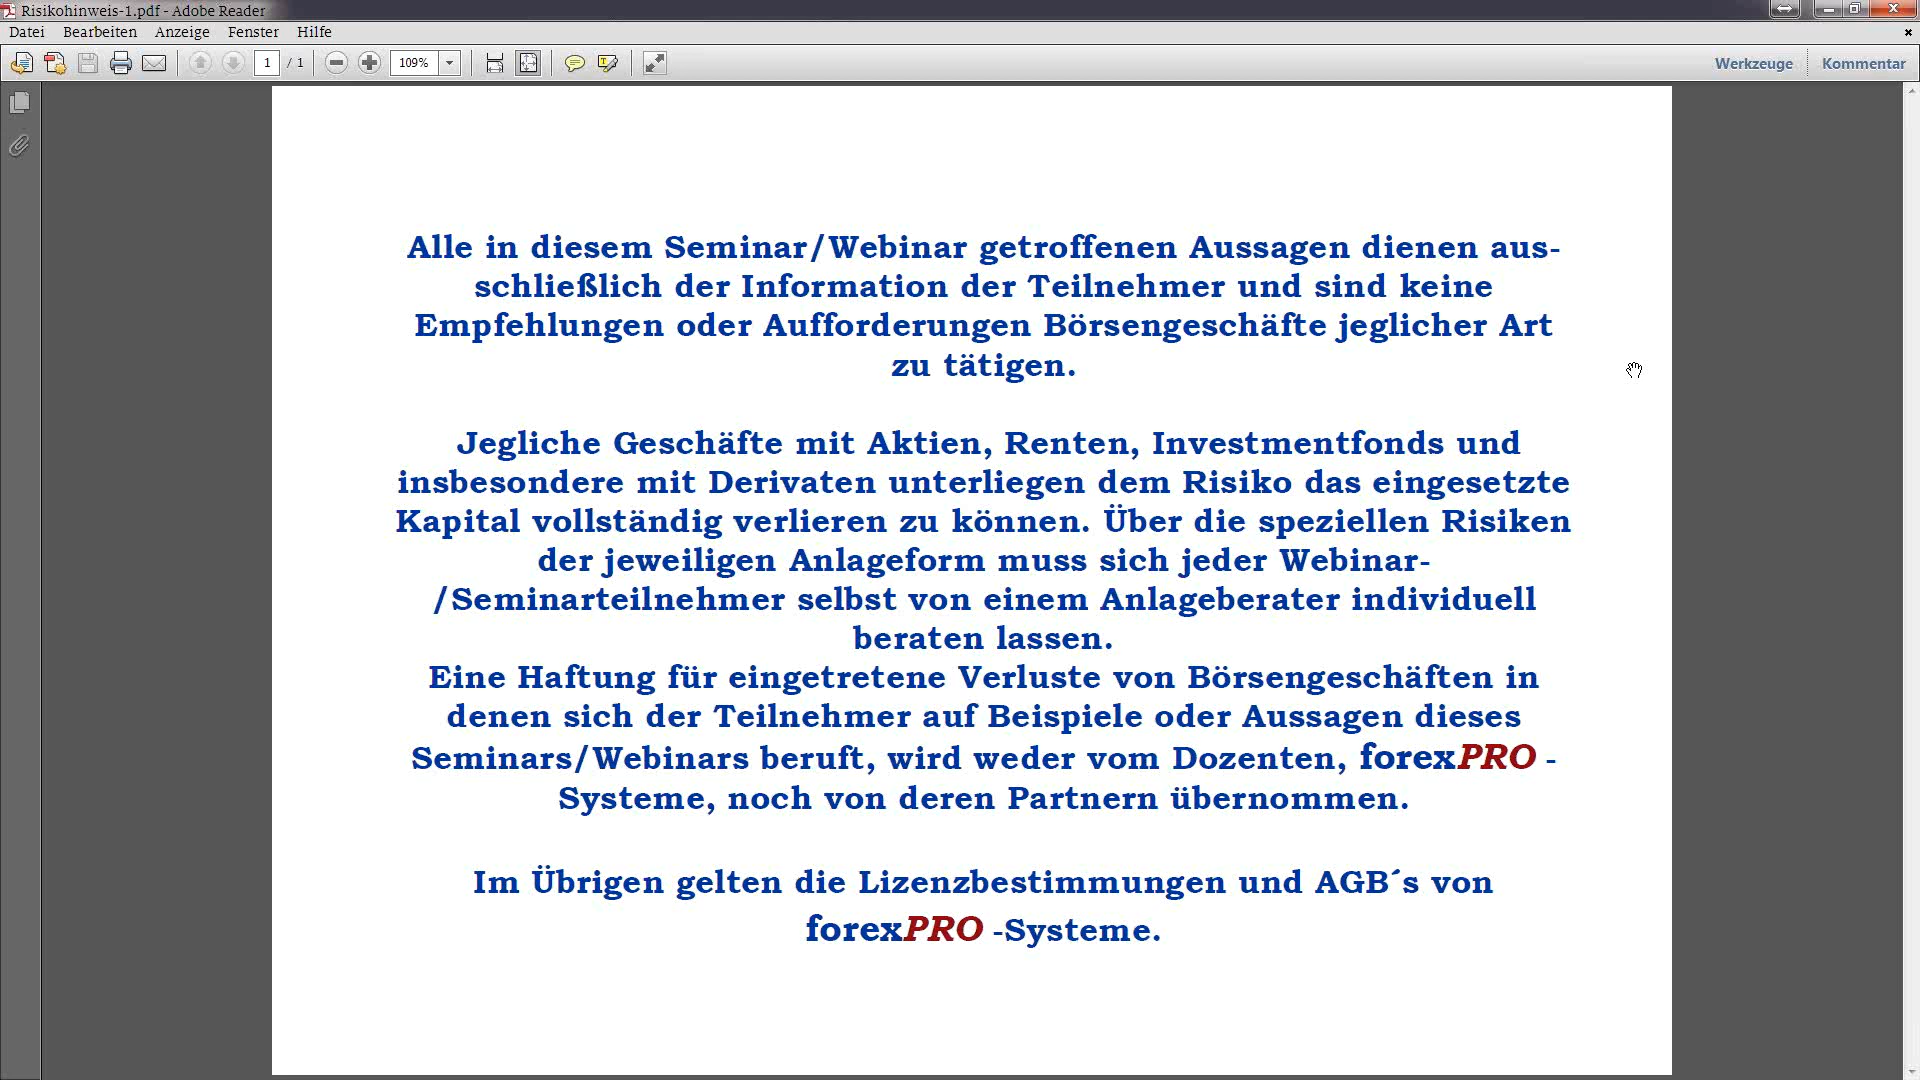 Risikohinweis-1.pdf - Adobe Reader
Datei Bearbeiten Anzeige Fenster Hilfe
1 / 1 109% Werkzeuge Kommentar
Alle in diesem Seminar/Webinar getroffenen Aussagen dienen aus-
schließlich der Information der Teilnehmer und sind keine
Empfehlungen oder Aufforderungen Börsengeschäfte jeglicher Art
zu tätigen.
Jegliche Geschäfte mit Aktien, Renten, Investmentfonds und
insbesondere mit Derivaten unterliegen dem Risiko das eingesetzte
Kapital vollständig verlieren zu können. Über die speziellen Risiken
der jeweiligen Anlageform muss sich jeder Webinar-
/Seminarteilnehmer selbst von einem Anlageberater individuell
beraten lassen.
Eine Haftung für eingetretene Verluste von Börsengeschäften in
denen sich der Teilnehmer auf Beispiele oder Aussagen dieses
Seminars/Webinars beruft, wird weder vom Dozenten, forexPRO -
Systeme, noch von deren Partnern übernommen.
Im Übrigen gelten die Lizenzbestimmungen und AGB´s von
forexPRO -Systeme.